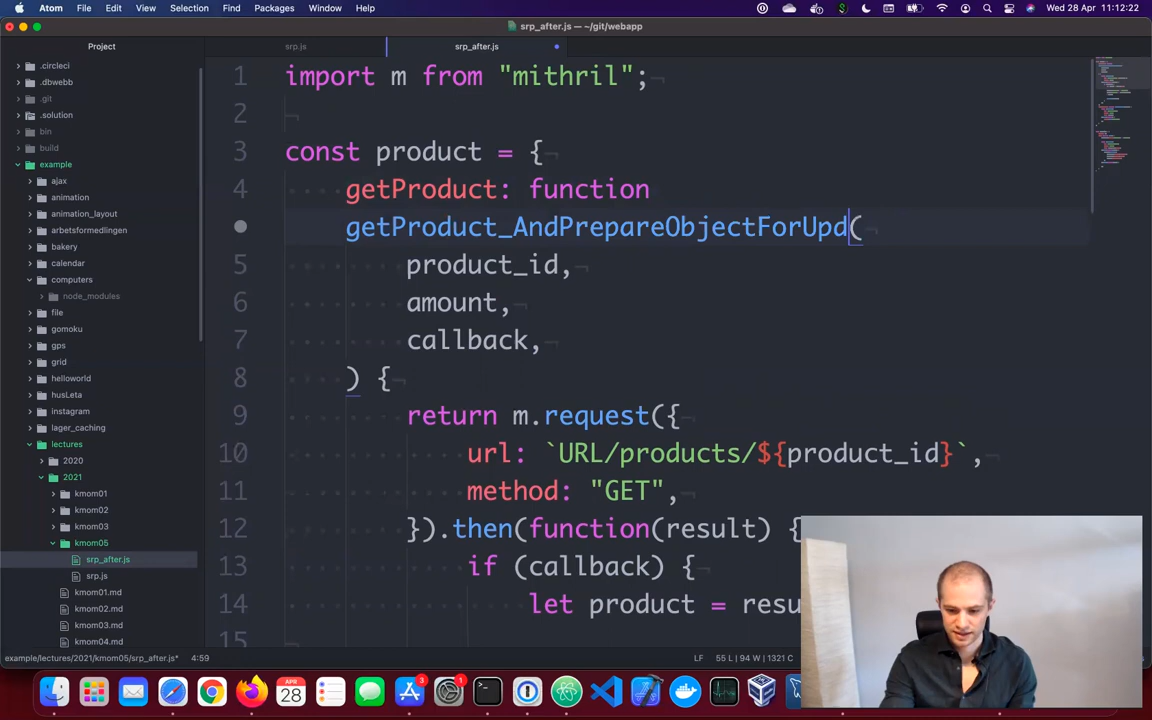 Atom File Edit View Selection Find Packages Window Help Wed 28 Apr 11:12:22
srp_after.js — ~/git/webapp
Project srp.js srp_after.js
.circleci
.dbwebb
.git
.solution
bin
build
example
ajax
animation
animation_layout
arbetsformedlingen
bakery
calendar
computers
node_modules
file
gomoku
gps
grid
helloworld
husLeta
instagram
lager_caching
lectures
2020
2021
kmom01
kmom02
kmom03
kmom05
srp_after.js
srp.js
kmom01.md
kmom02.md
kmom03.md
kmom04.md
1 import m from "mithril";
2
3 const product = {
4 getProduct: function
getProduct_AndPrepareObjectForUpd(
5 product_id,
6 amount,
7 callback,
8 ) {
9 return m.request({
10 url: `URL/products/${product_id}`,
11 method: "GET",
12 }).then(function(result) {
13 if (callback) {
14 let product = resu
15
example/lectures/2021/kmom05/srp_after.js* 4:59 LF 55 L | 94 W | 1321 C
APR
28
3
1